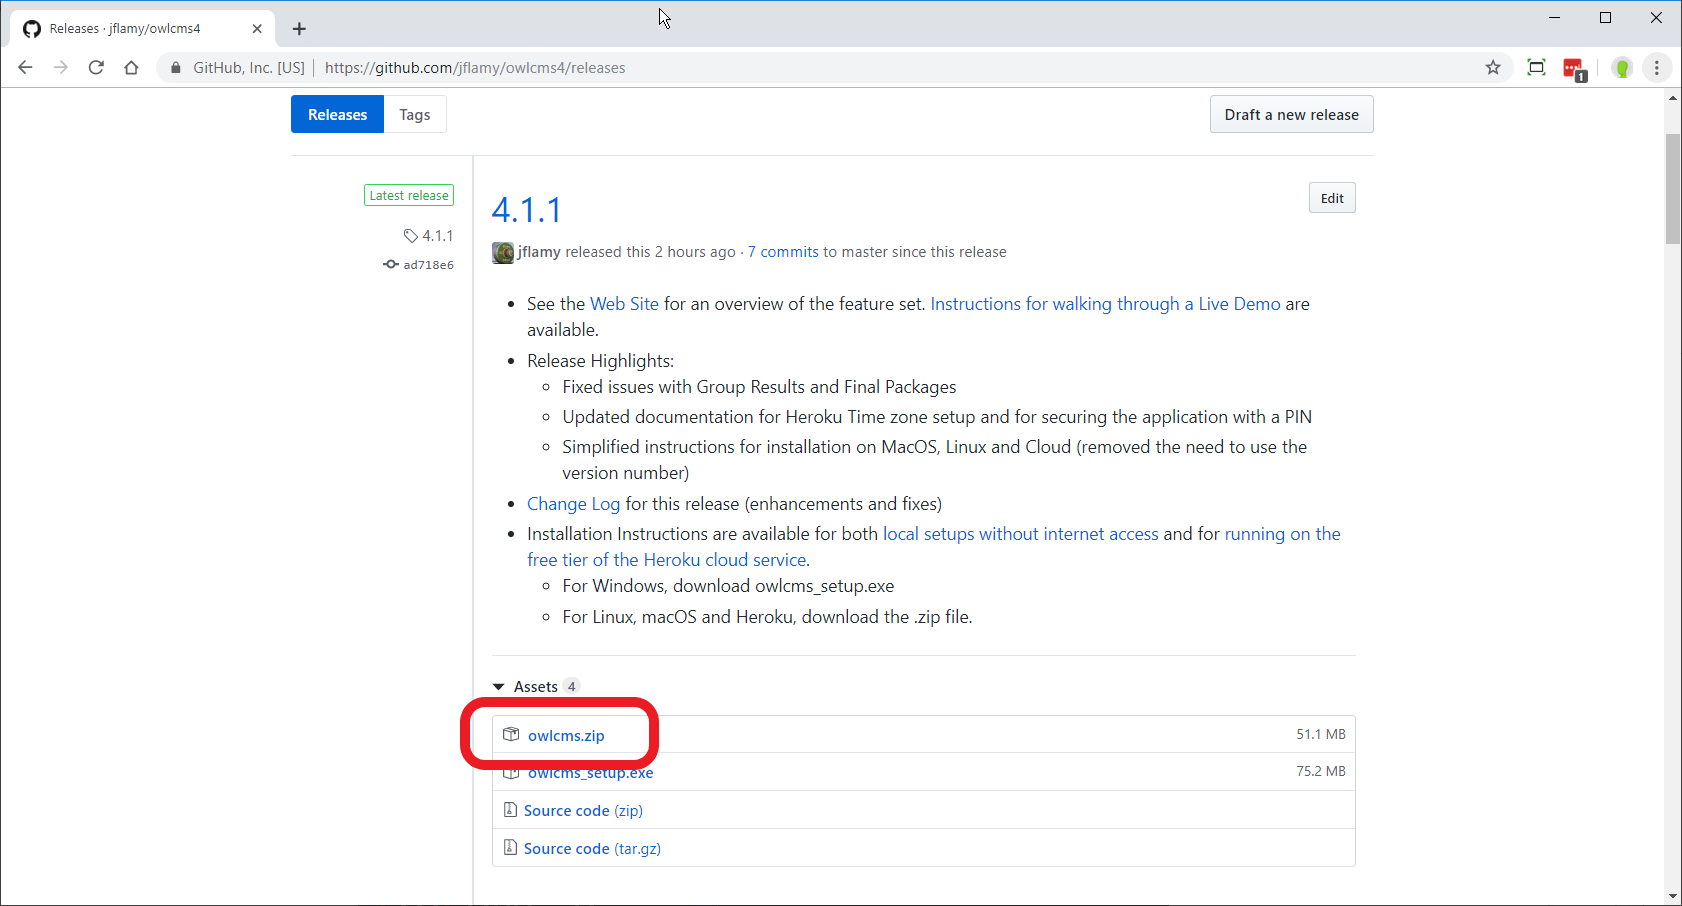 Releases · jflamy/owlcms4
GitHub, Inc. [US] | https://github.com/jflamy/owlcms4/releases
1
Releases
Tags
Draft a new release
Latest release
4.1.1
ad718e6
4.1.1
Edit
jflamy released this 2 hours ago · 7 commits to master since this release
• See the Web Site for an overview of the feature set. Instructions for walking through a Live Demo are
available.
• Release Highlights:
◦ Fixed issues with Group Results and Final Packages
◦ Updated documentation for Heroku Time zone setup and for securing the application with a PIN
◦ Simplified instructions for installation on MacOS, Linux and Cloud (removed the need to use the
version number)
• Change Log for this release (enhancements and fixes)
• Installation Instructions are available for both local setups without internet access and for running on the
free tier of the Heroku cloud service.
◦ For Windows, download owlcms_setup.exe
◦ For Linux, macOS and Heroku, download the .zip file.
Assets 4
owlcms.zip 51.1 MB
owlcms_setup.exe 75.2 MB
Source code (zip)
Source code (tar.gz)